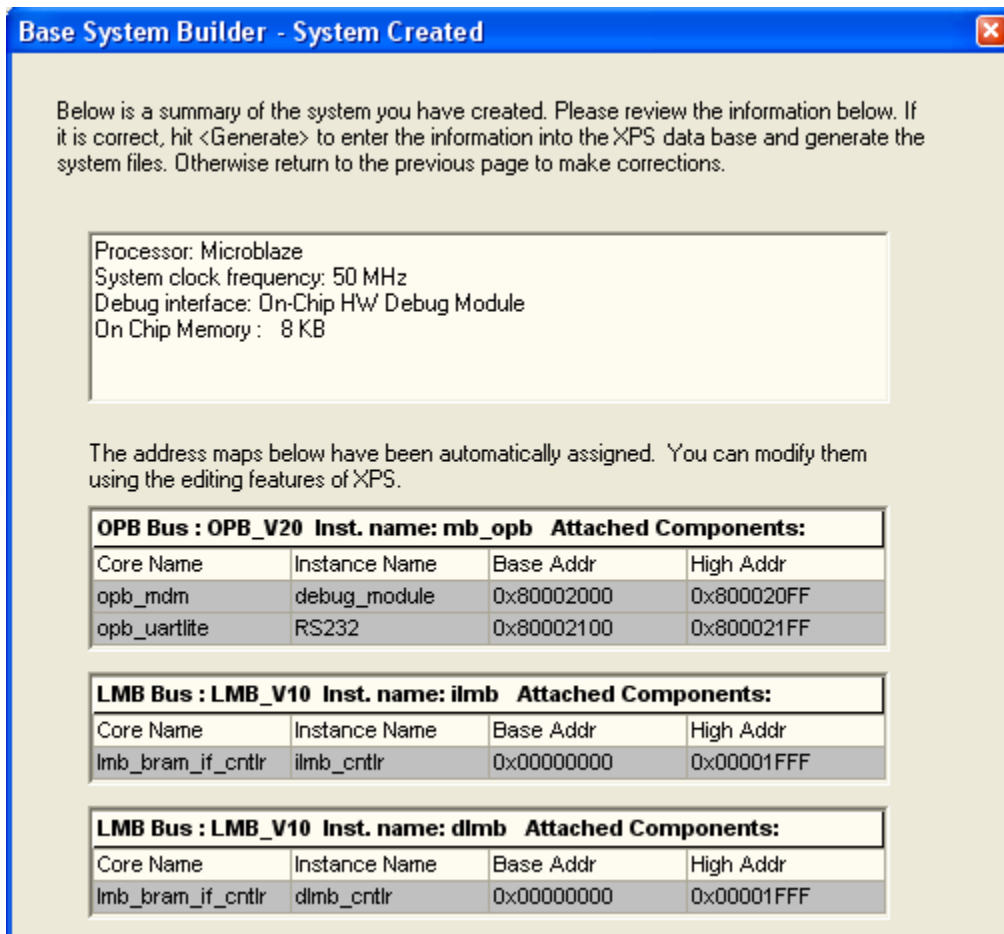 Base System Builder - System Created
Below is a summary of the system you have created. Please review the information below. If
it is correct, hit <Generate> to enter the information into the XPS data base and generate the
system files. Otherwise return to the previous page to make corrections.
Processor: Microblaze
System clock frequency: 50 MHz
Debug interface: On-Chip HW Debug Module
On Chip Memory :   8 KB
The address maps below have been automatically assigned.  You can modify them
using the editing features of XPS.
OPB Bus : OPB_V20  Inst. name: mb_opb   Attached Components:
Core Name Instance Name Base Addr High Addr
opb_mdm debug_module 0x80002000 0x800020FF
opb_uartlite RS232 0x80002100 0x800021FF
LMB Bus : LMB_V10  Inst. name: ilmb   Attached Components:
Core Name Instance Name Base Addr High Addr
lmb_bram_if_cntlr ilmb_cntlr 0x00000000 0x00001FFF
LMB Bus : LMB_V10  Inst. name: dlmb   Attached Components:
Core Name Instance Name Base Addr High Addr
lmb_bram_if_cntlr dlmb_cntlr 0x00000000 0x00001FFF